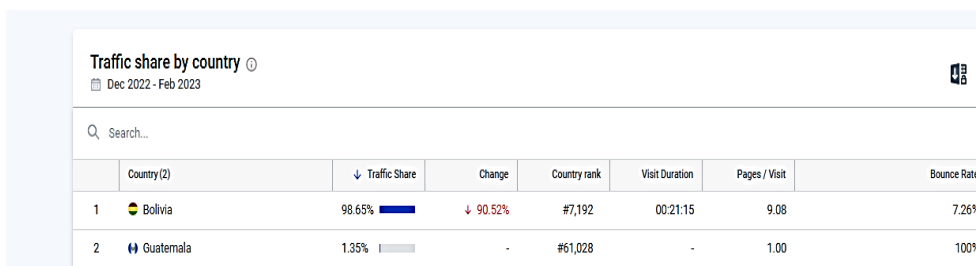 Traffic share by country
Dec 2022 - Feb 2023
Search...
Country (2) Traffic Share Change Country rank Visit Duration Pages / Visit Bounce Rate
1 Bolivia 98.65% ↓ 90.52% #7,192 00:21:15 9.08 7.26%
2 Guatemala 1.35% - #61,028 - 1.00 100%